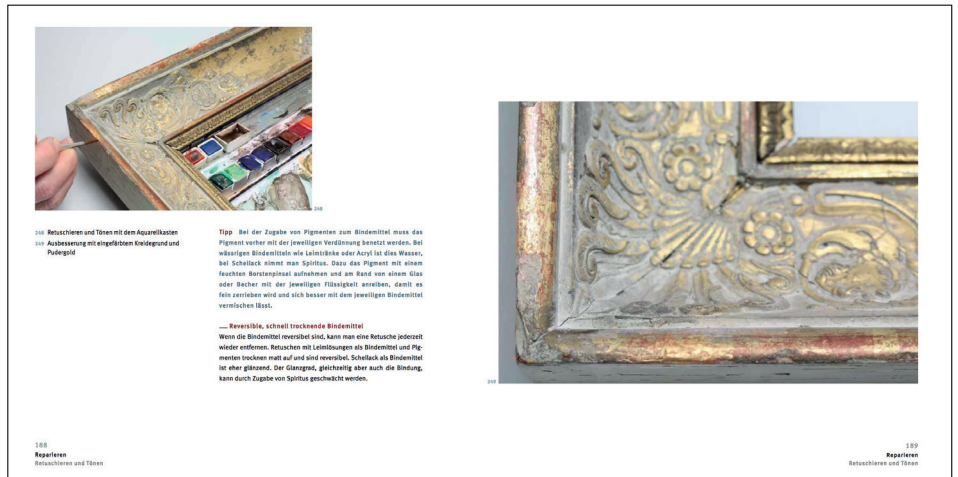 248
248 Retuschieren und Tönen mit dem Aquarellkasten
249 Ausbesserung mit eingefärbtem Kreidegrund und
Pudergold
Tipp Bei der Zugabe von Pigmenten zum Bindemittel muss das
Pigment vorher mit der jeweiligen Verdünnung benetzt werden. Bei
wässrigen Bindemitteln wie Leimtränke oder Acryl ist dies Wasser,
bei Schellack nimmt man Spiritus. Dazu das Pigment mit einem
feuchten Borstenpinsel aufnehmen und am Rand von einem Glas
oder Becher mit der jeweiligen Flüssigkeit anreiben, damit es
fein zerrieben wird und sich besser mit dem jeweiligen Bindemittel
vermischen lässt.
__ Reversible, schnell trocknende Bindemittel
Wenn die Bindemittel reversibel sind, kann man eine Retusche jederzeit
wieder entfernen. Retuschen mit Leimlösungen als Bindemittel und Pig-
menten trocknen matt auf und sind reversibel. Schellack als Bindemittel
ist eher glänzend. Der Glanzgrad, gleichzeitig aber auch die Bindung,
kann durch Zugabe von Spiritus geschwächt werden.
188
Reparieren
Retuschieren und Tönen
249
189
Reparieren
Retuschieren und Tönen